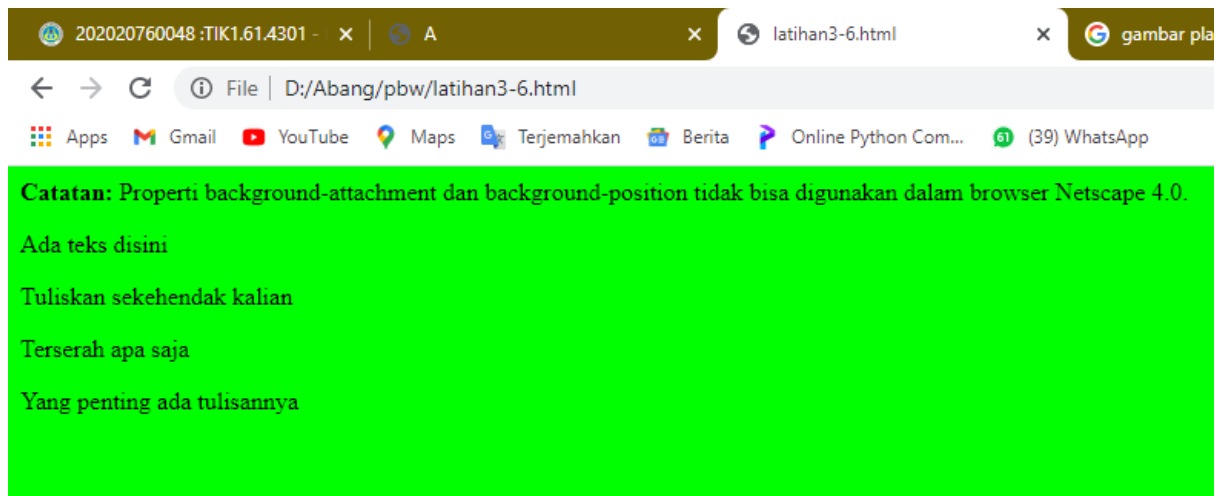 202020760048 :TIK1.61.4301 -
A
latihan3-6.html
gambar pla
File D:/Abang/pbw/latihan3-6.html
Apps Gmail YouTube Maps Terjemahkan Berita Online Python Com... (39) WhatsApp
Catatan: Properti background-attachment dan background-position tidak bisa digunakan dalam browser Netscape 4.0.
Ada teks disini
Tuliskan sekehendak kalian
Terserah apa saja
Yang penting ada tulisannya